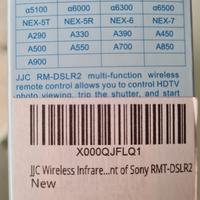 α5100 α6000 α6300
NEX-5T NEX-5R NEX-6 NEX-7
A290 A330 A390 A450
A500 A550 A700 A850
A900
JJC RM-DSLR2 multi-function wireless
remote control allows you to control HDTV
photo viewing, trip the shutter, and start
X000QJFLQ1
JJC Wireless Infrare...nt of Sony RMT-DSLR2
New